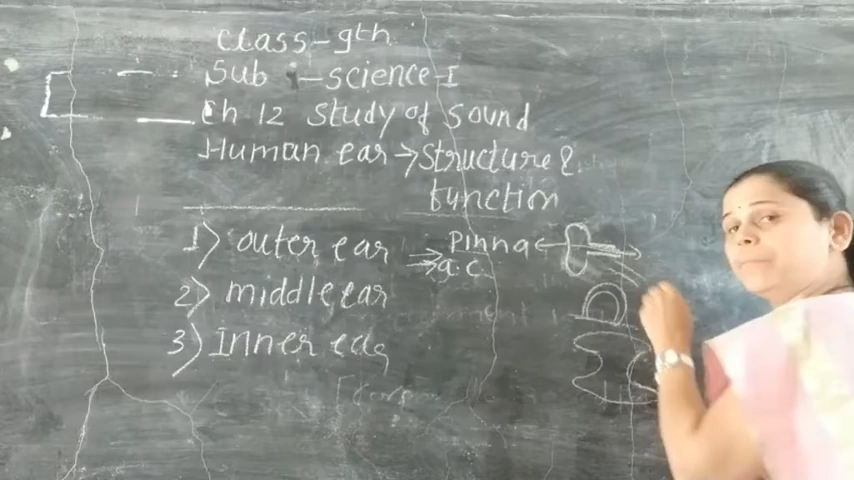 Class-9th
Sub :-science-I
Ch 12 Study of Sound
Human ear → Structure &
function
1) outer ear ⇒ Pinna ←
→ a.c.
2) middle ear
3) Inner ear